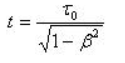 t = τ₀ / √(1 − β²)